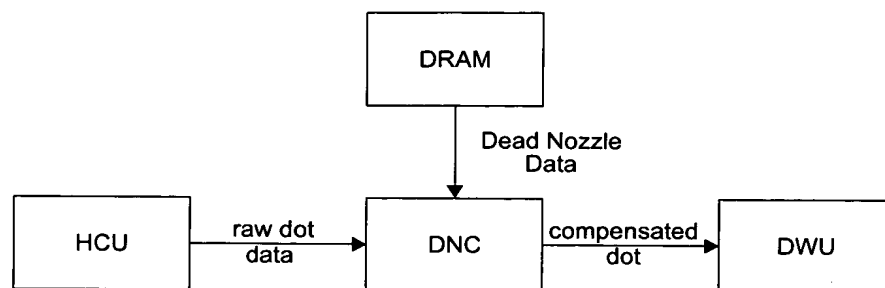 DRAM
Dead Nozzle
Data
HCU
raw dot
data
DNC
compensated
dot
DWU